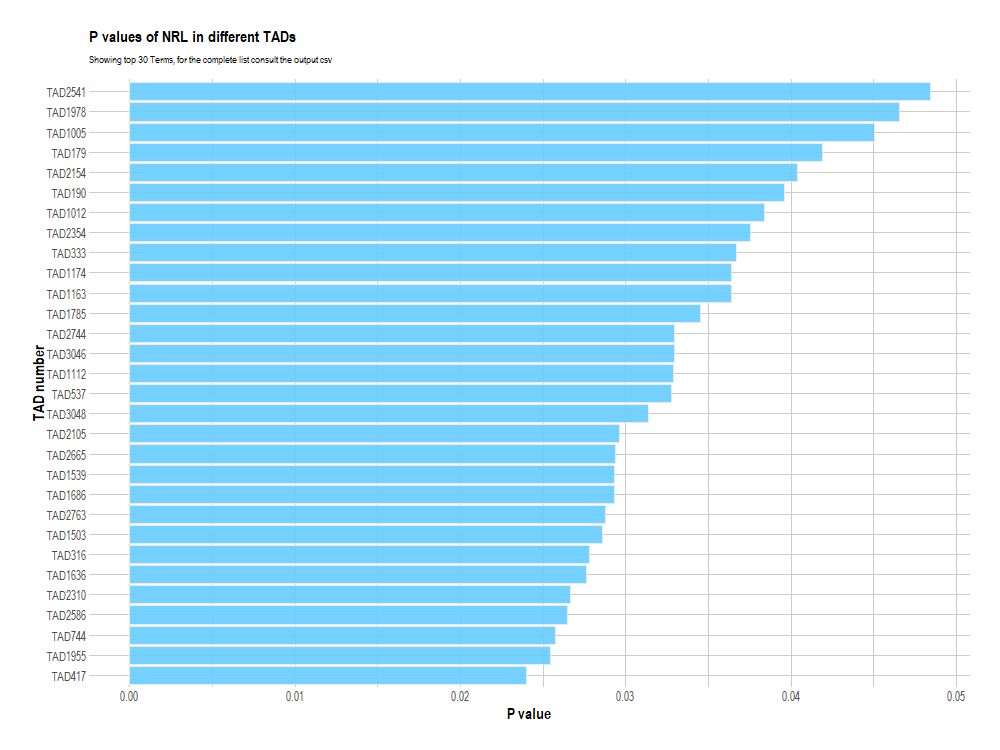 P values of NRL in different TADs
Showing top 30 Terms, for the complete list consult the output csv
TAD2541
TAD1978
TAD1005
TAD179
TAD2154
TAD190
TAD1012
TAD2354
TAD333
TAD1174
TAD1163
TAD1785
TAD2744
TAD3046
TAD1112
TAD537
TAD3048
TAD2105
TAD2665
TAD1539
TAD1686
TAD2763
TAD1503
TAD316
TAD1636
TAD2310
TAD2586
TAD744
TAD1955
TAD417
TAD number
0.00 0.01 0.02 0.03 0.04 0.05
P value